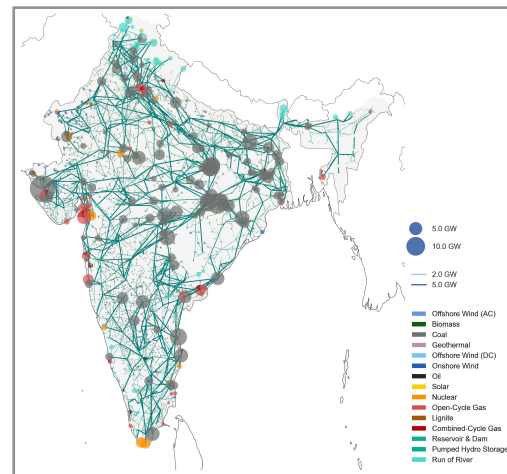 5.0 GW
10.0 GW
2.0 GW
5.0 GW
Offshore Wind (AC)
Biomass
Coal
Geothermal
Offshore Wind (DC)
Onshore Wind
Oil
Solar
Nuclear
Open-Cycle Gas
Lignite
Combined-Cycle Gas
Reservoir & Dam
Pumped Hydro Storage
Run of River